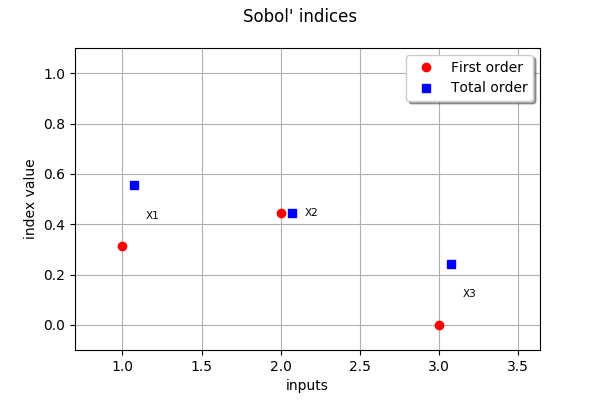 Sobol' indices
First order
Total order
index value
1.0
0.8
0.6
0.4
0.2
0.0
X1
X2
X3
1.0 1.5 2.0 2.5 3.0 3.5
inputs